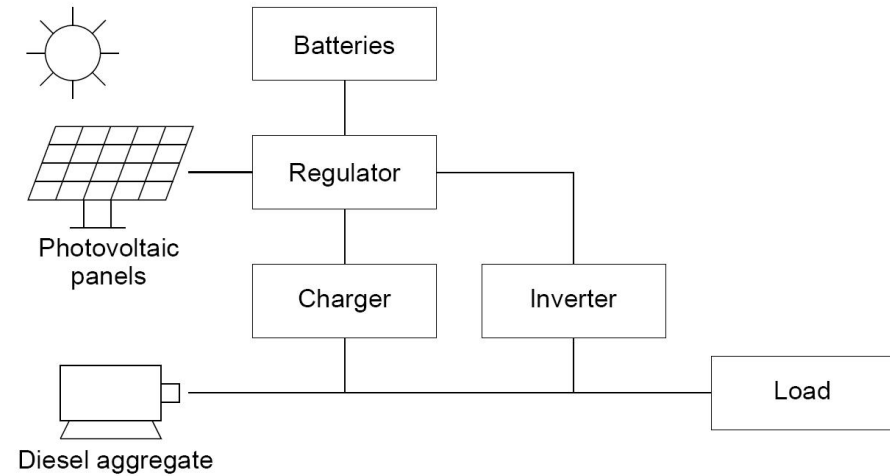 Batteries
Regulator
Photovoltaic
panels
Charger
Inverter
Load
Diesel aggregate